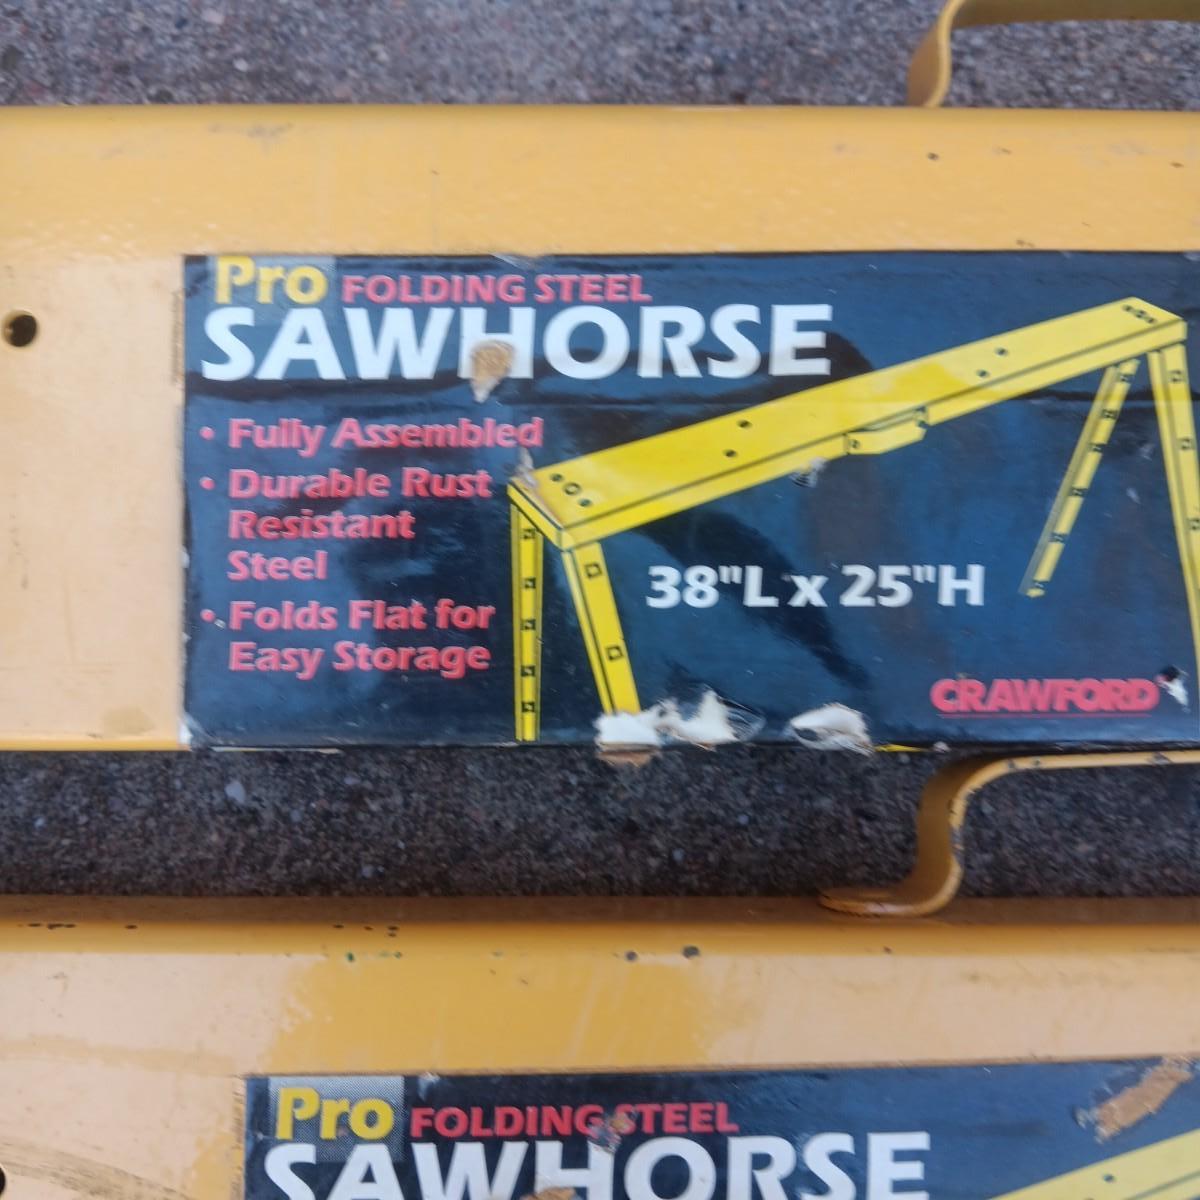 Pro FOLDING STEEL
SAWHORSE
• Fully Assembled
• Durable Rust
Resistant
Steel
• Folds Flat for
Easy Storage
38"L x 25"H
CRAWFORD
Pro FOLDING STEEL
SAWHORSE